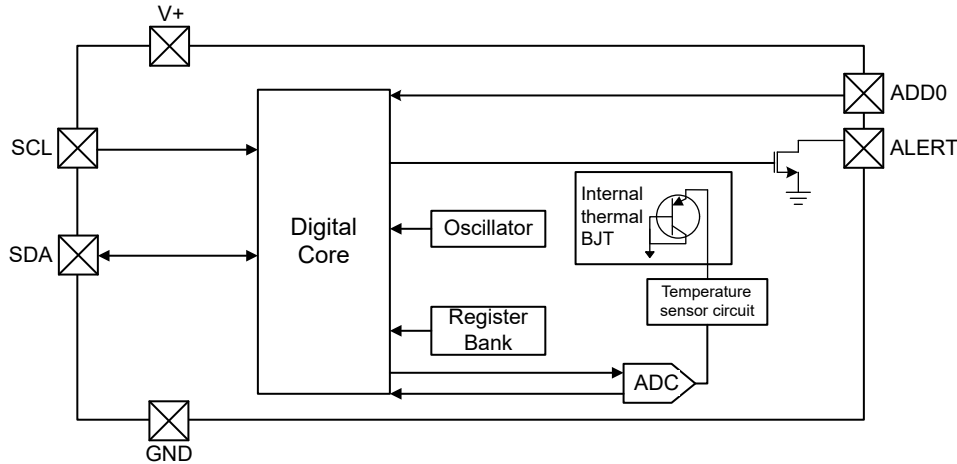 V+
ADD0
SCL
ALERT
Internal
thermal
BJT
Digital
Core
Oscillator
SDA
Temperature
sensor circuit
Register
Bank
ADC
GND